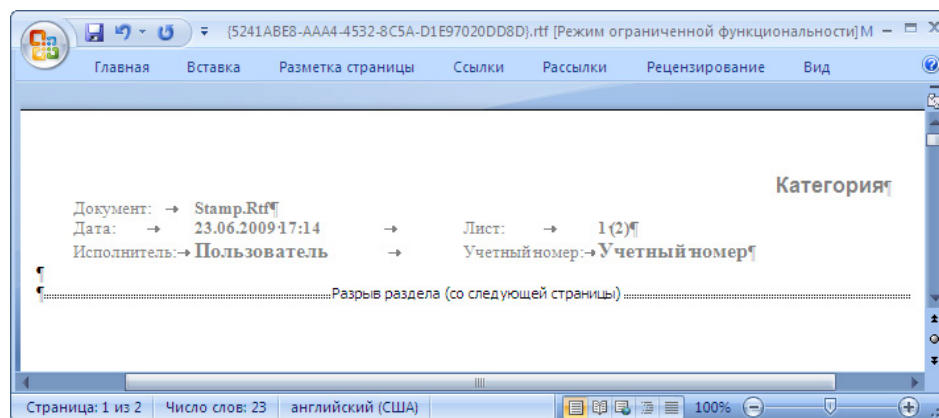 {5241ABE8-AAA4-4532-8C5A-D1E97020DD8D}.rtf [Режим ограниченной функциональности] М
Главная Вставка Разметка страницы Ссылки Рассылки Рецензирование Вид
Категория¶
Документ: → Stamp.Rtf¶
Дата: → 23.06.2009·17:14 → Лист: → 1·(2)¶
Исполнитель:→Пользователь → Учетный·номер:→Учетный·номер¶
¶
¶ Разрыв раздела (со следующей страницы)
Страница: 1 из 2 Число слов: 23 английский (США) 100%